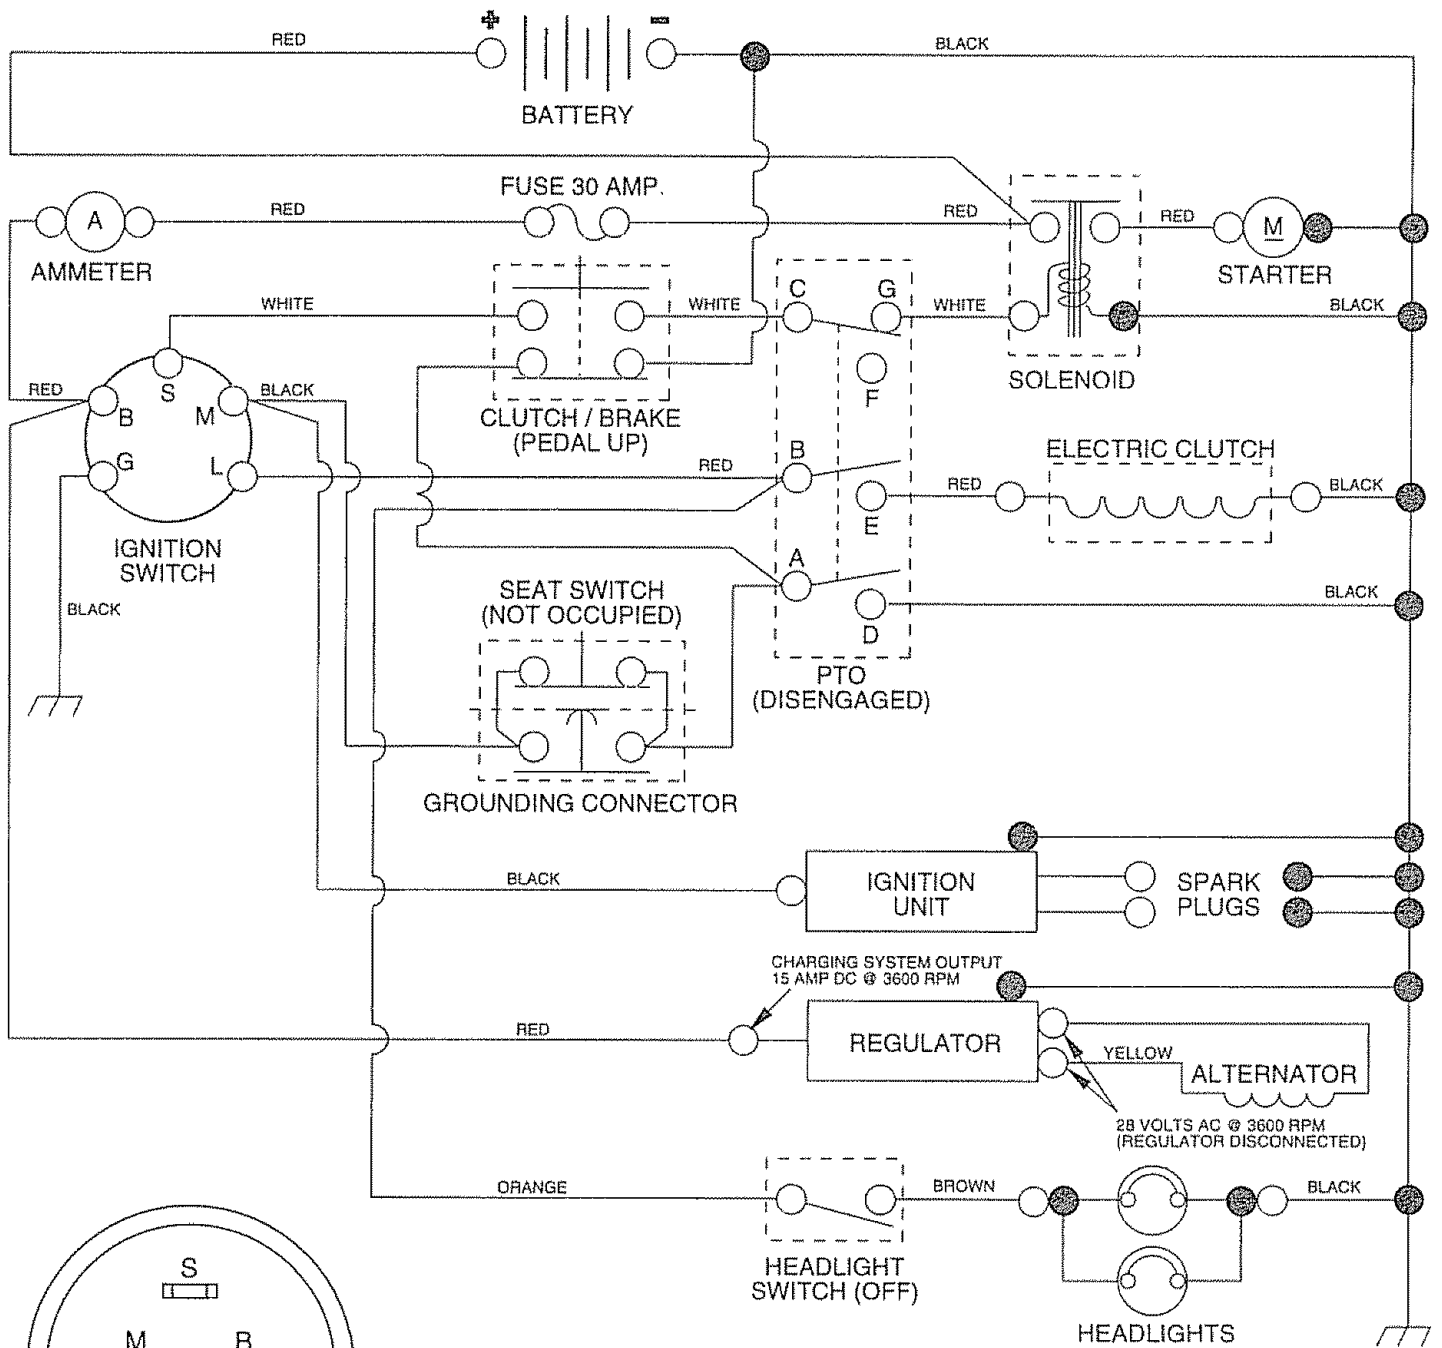 + -
RED
BLACK
BATTERY
FUSE 30 AMP.
RED
RED
RED
A
M
AMMETER
STARTER
WHITE
WHITE
C
G
WHITE
BLACK
SOLENOID
RED
S
BLACK
B
M
F
CLUTCH / BRAKE
(PEDAL UP)
G
L
RED
B
ELECTRIC CLUTCH
RED
BLACK
E
IGNITION
SWITCH
A
SEAT SWITCH
(NOT OCCUPIED)
BLACK
BLACK
D
PTO
(DISENGAGED)
GROUNDING CONNECTOR
BLACK
IGNITION
UNIT
SPARK
PLUGS
CHARGING SYSTEM OUTPUT
15 AMP DC @ 3600 RPM
RED
REGULATOR
YELLOW
ALTERNATOR
28 VOLTS AC @ 3600 RPM
(REGULATOR DISCONNECTED)
ORANGE
BROWN
BLACK
HEADLIGHT
SWITCH (OFF)
HEADLIGHTS
S
M
B